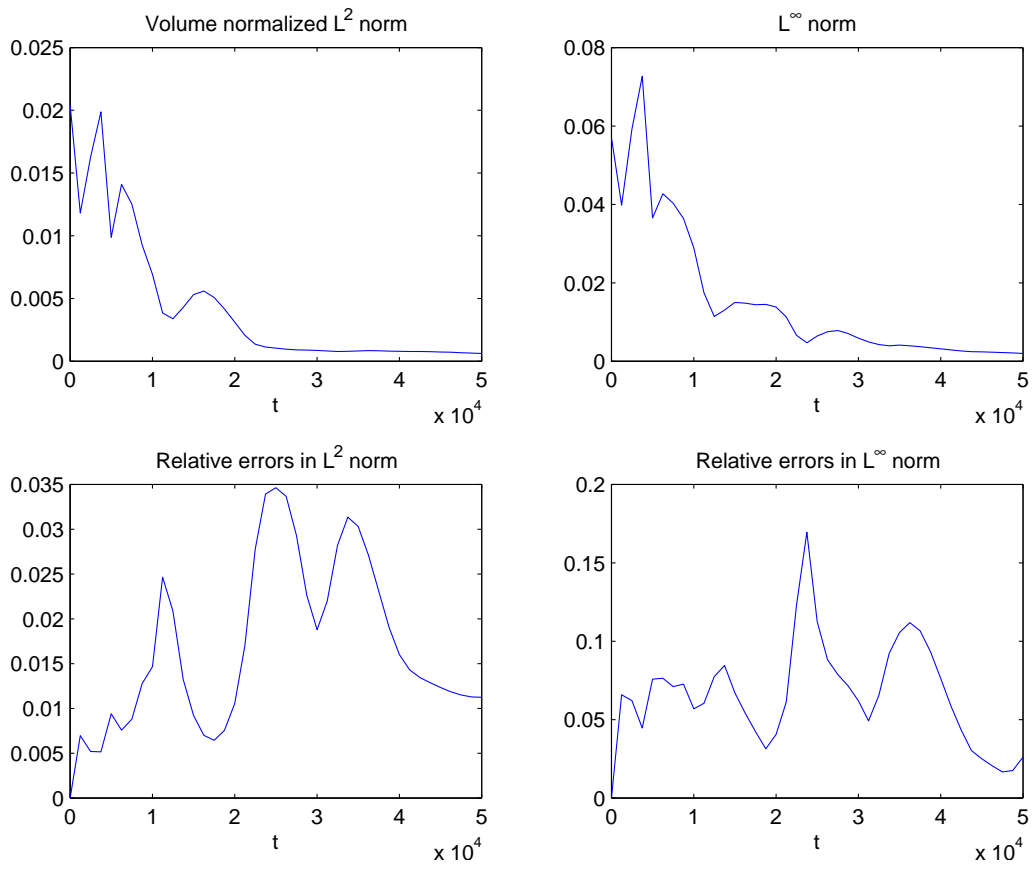 Volume normalized L² norm
0.025
0.02
0.015
0.01
0.005
0
0 1 2 3 4 5
t
x 10⁴
L∞ norm
0.08
0.06
0.04
0.02
0
0 1 2 3 4 5
t
x 10⁴
Relative errors in L² norm
0.035
0.03
0.025
0.02
0.015
0.01
0.005
0
0 1 2 3 4 5
t
x 10⁴
Relative errors in L∞ norm
0.2
0.15
0.1
0.05
0
0 1 2 3 4 5
t
x 10⁴